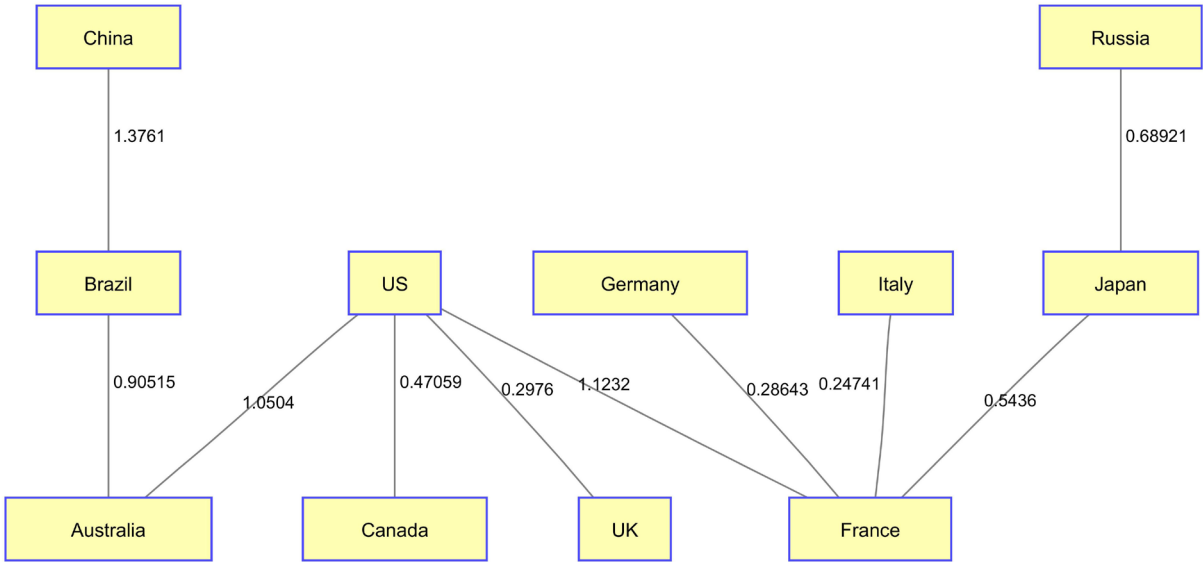 China
Russia
1.3761
0.68921
Brazil
US
Germany
Italy
Japan
0.90515
1.0504
0.47059
0.2976
1.1232
0.28643
0.24741
0.5436
Australia
Canada
UK
France